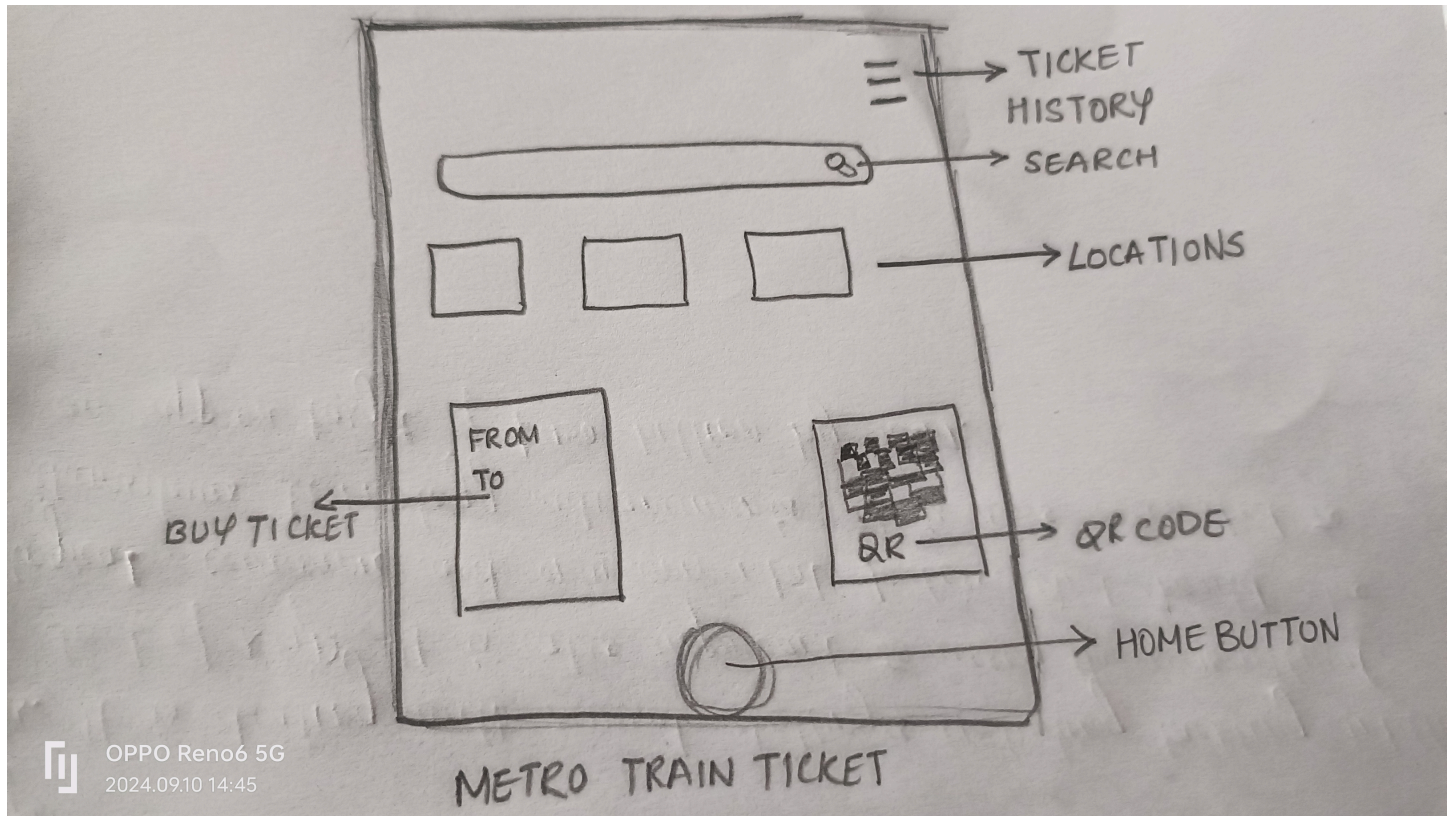 TICKET
HISTORY
SEARCH
LOCATIONS
FROM
TO
BUY TICKET
QR
QR CODE
HOME BUTTON
METRO TRAIN TICKET
OPPO Reno6 5G
2024.09.10 14:45